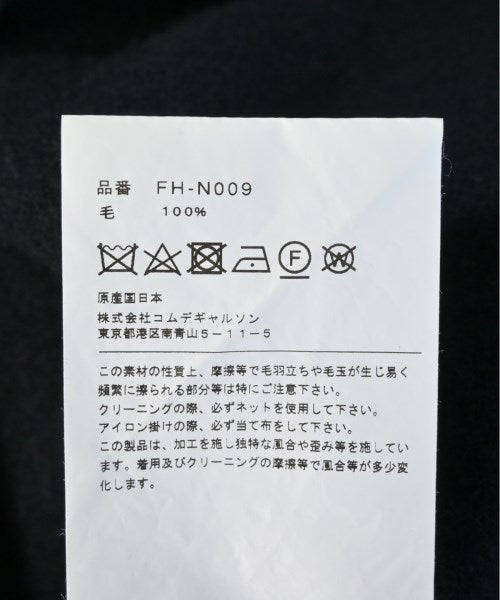 品番 FH-N009
毛 100%
F W
原産国日本
株式会社コムデギャルソン
東京都港区南青山5-11-5
この素材の性質上、摩擦等で毛羽立ちや毛玉が生じ易く
頻繁に擦られる部分等は特にご注意下さい。
クリーニングの際、必ずネットを使用して下さい。
アイロン掛けの際、必ず当て布をして下さい。
この製品は、加工を施し独特な風合や歪み等を施してい
ます。着用及びクリーニングの摩擦等で風合等が多少変
化します。